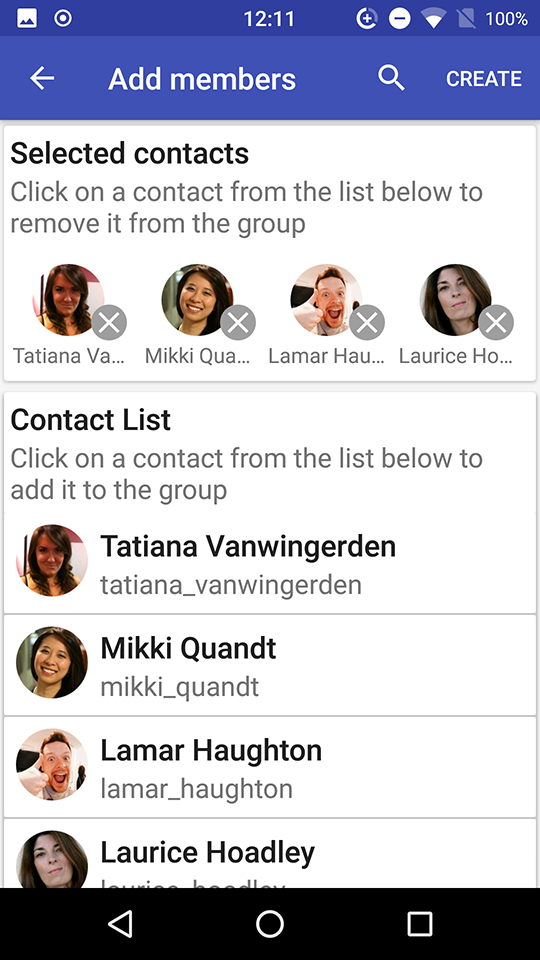 12:11
100%
Add members
CREATE
Selected contacts
Click on a contact from the list below to
remove it from the group
Tatiana Va...
Mikki Qua...
Lamar Hau...
Laurice Ho...
Contact List
Click on a contact from the list below to
add it to the group
Tatiana Vanwingerden
tatiana_vanwingerden
Mikki Quandt
mikki_quandt
Lamar Haughton
lamar_haughton
Laurice Hoadley
laurice_hoadley